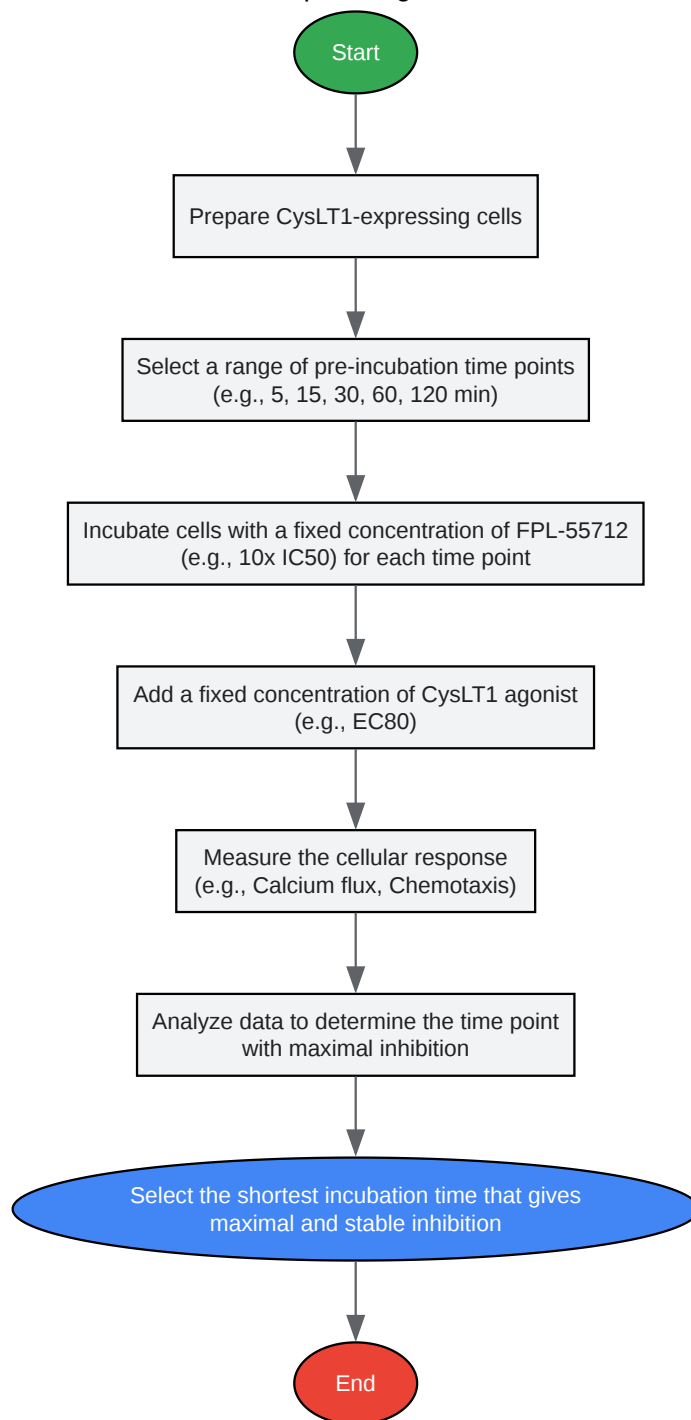 Start
Prepare CysLT1-expressing cells
Select a range of pre-incubation time points
(e.g., 5, 15, 30, 60, 120 min)
Incubate cells with a fixed concentration of FPL-55712
(e.g., 10x IC50) for each time point
Add a fixed concentration of CysLT1 agonist
(e.g., EC80)
Measure the cellular response
(e.g., Calcium flux, Chemotaxis)
Analyze data to determine the time point
with maximal inhibition
Select the shortest incubation time that gives
maximal and stable inhibition
End